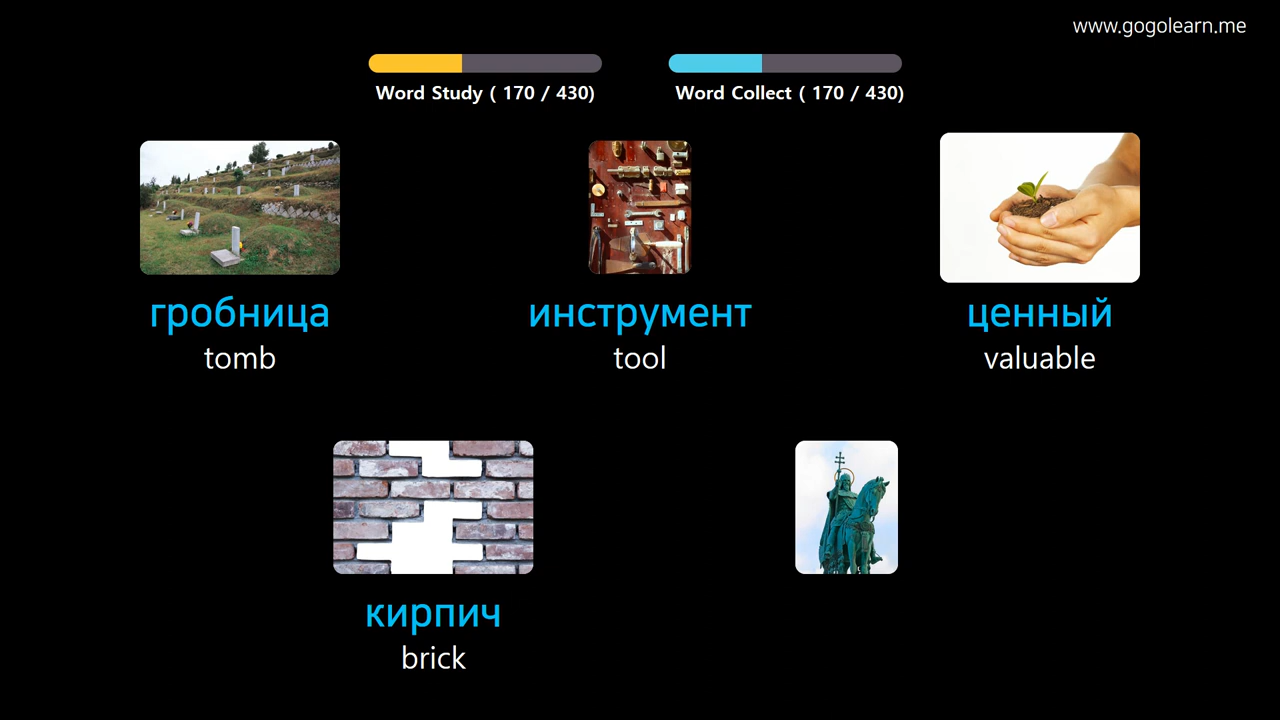 www.gogolearn.me
Word Study ( 170 / 430)
Word Collect ( 170 / 430)
гробница
tomb
инструмент
tool
ценный
valuable
кирпич
brick